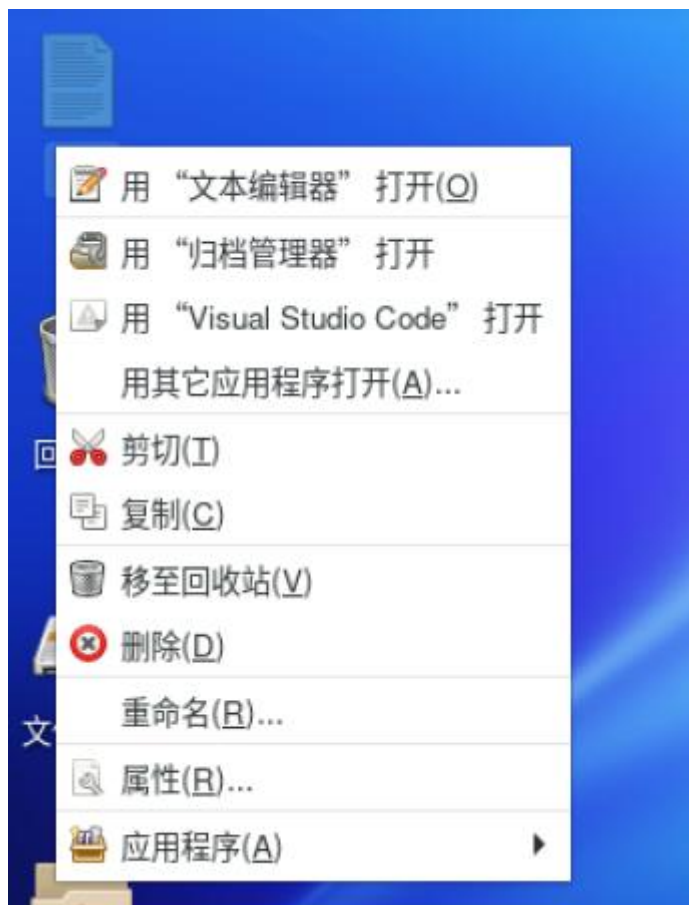 用“文本编辑器”打开(O)
用“归档管理器”打开
用“Visual Studio Code”打开
用其它应用程序打开(A)...
剪切(T)
回
复制(C)
移至回收站(V)
删除(D)
重命名(R)...
文
属性(R)...
应用程序(A)